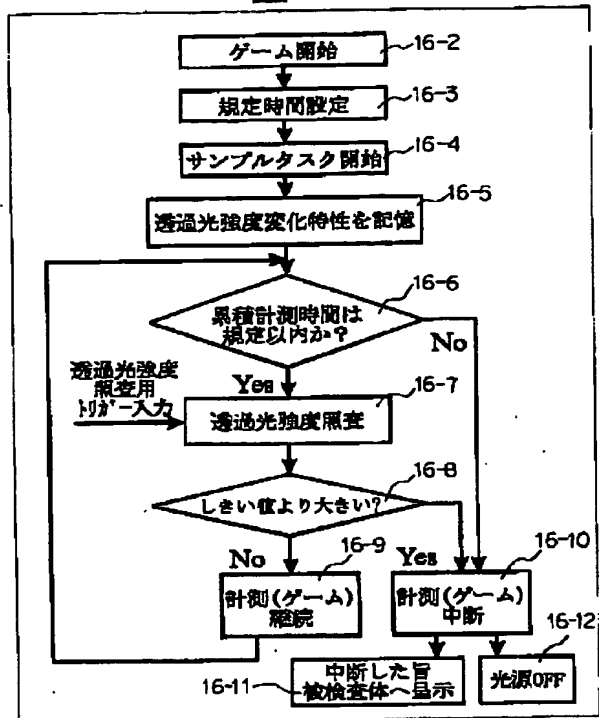 ゲーム開始
16-2
規定時間設定
16-3
サンプルタスク開始
16-4
透過光強度変化特性を記憶
16-5
累積計測時間は
規定以内か?
16-6
No
Yes
透過光強度
照査用
トリガー入力
透過光強度照査
16-7
しきい値より大きい?
16-8
No
Yes
計測(ゲーム)
継続
16-9
計測(ゲーム)
中断
16-10
中断した旨
被検査体へ呈示
16-11
光源OFF
16-12